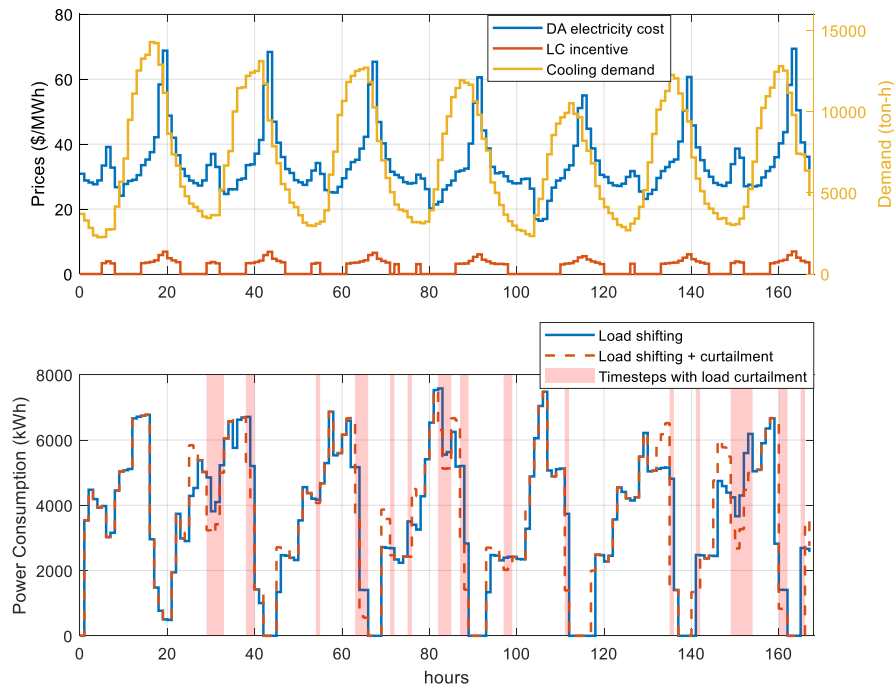 DA electricity cost
LC incentive
Cooling demand
Prices ($/MWh)
80
60
40
20
0
Demand (ton-h)
15000
10000
5000
0
0 20 40 60 80 100 120 140 160
Load shifting
Load shifting + curtailment
Timesteps with load curtailment
Power Consumption (kWh)
8000
6000
4000
2000
0
0 20 40 60 80 100 120 140 160
hours